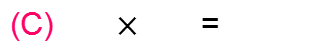 (C) × =